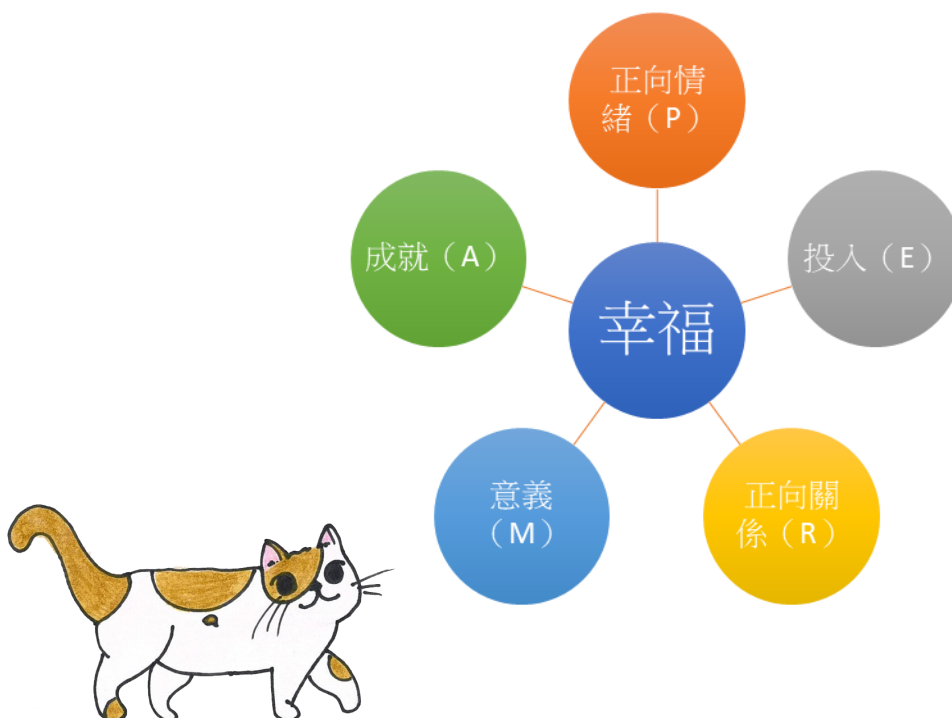 正向情
緒（P）
成就（A）
投入（E）
幸福
意義
（M）
正向關
係（R）